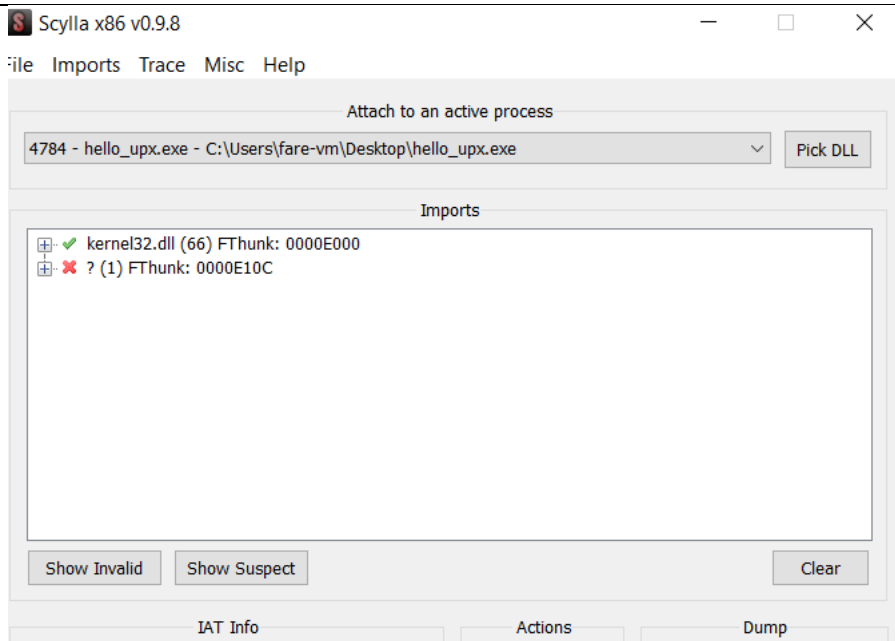 Scylla x86 v0.9.8
File Imports Trace Misc Help
Attach to an active process
4784 - hello_upx.exe - C:\Users\fare-vm\Desktop\hello_upx.exe
Pick DLL
Imports
kernel32.dll (66) FThunk: 0000E000
? (1) FThunk: 0000E10C
Show Invalid
Show Suspect
Clear
IAT Info
Actions
Dump